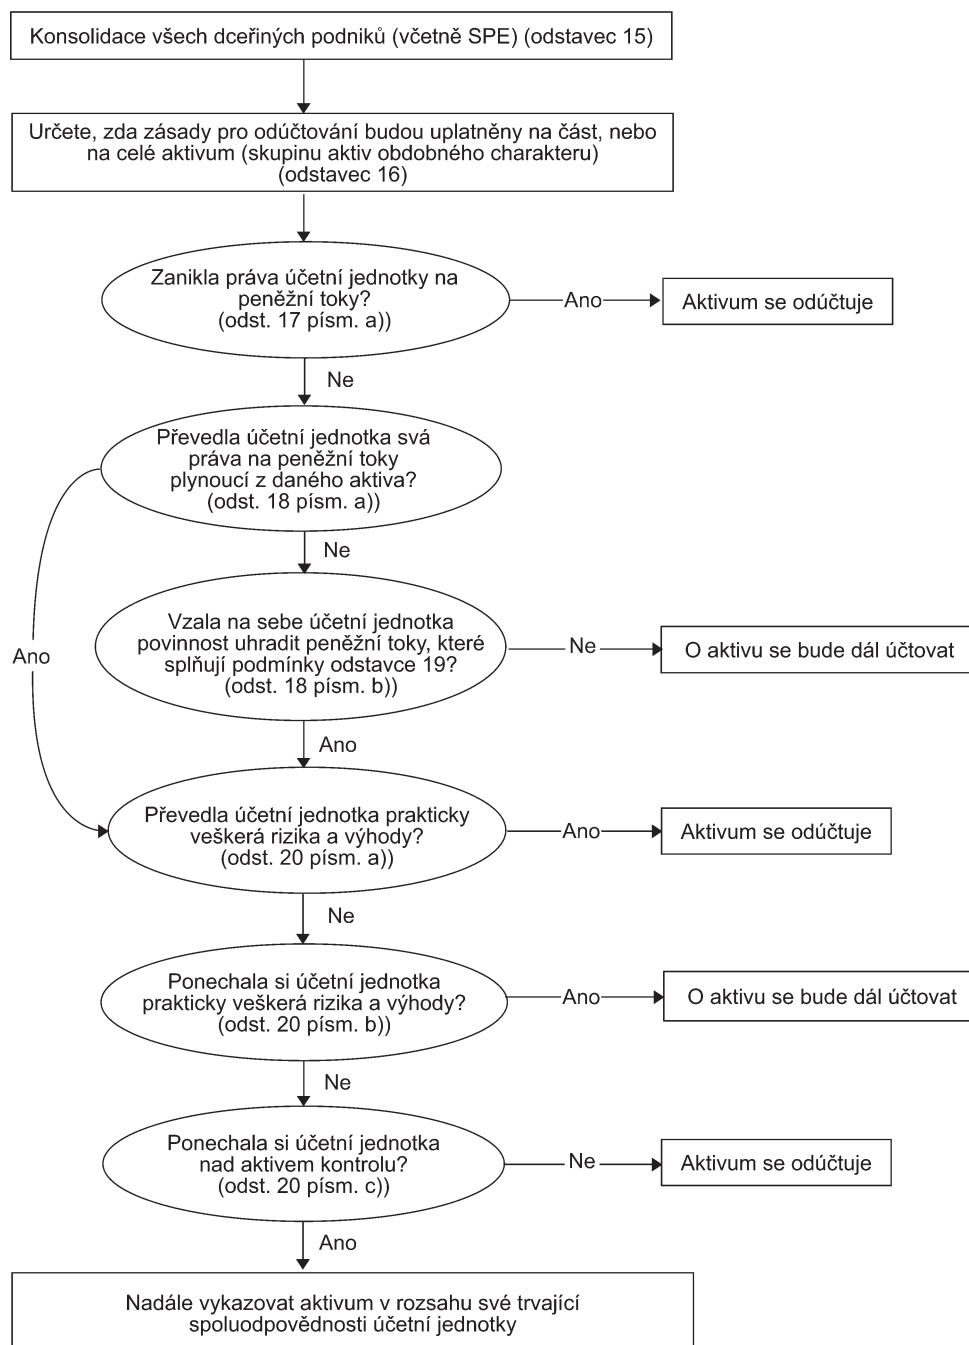 Konsolidace všech dceřiných podniků (včetně SPE) (odstavec 15)
Určete, zda zásady pro odúčtování budou uplatněny na část, nebo
na celé aktivum (skupinu aktiv obdobného charakteru)
(odstavec 16)
Zanikla práva účetní jednotky na
peněžní toky?
(odst. 17 písm. a))
Ano
Aktivum se odúčtuje
Ne
Převedla účetní jednotka svá
práva na peněžní toky
plynoucí z daného aktiva?
(odst. 18 písm. a))
Ne
Ano
Vzala na sebe účetní jednotka
povinnost uhradit peněžní toky, které
splňují podmínky odstavce 19?
(odst. 18 písm. b))
Ne
O aktivu se bude dál účtovat
Ano
Převedla účetní jednotka prakticky
veškerá rizika a výhody?
(odst. 20 písm. a))
Ano
Aktivum se odúčtuje
Ne
Ponechala si účetní jednotka
prakticky veškerá rizika a výhody?
(odst. 20 písm. b))
Ano
O aktivu se bude dál účtovat
Ne
Ponechala si účetní jednotka
nad aktivem kontrolu?
(odst. 20 písm. c))
Ne
Aktivum se odúčtuje
Ano
Nadále vykazovat aktivum v rozsahu své trvající
spoluodpovědnosti účetní jednotky